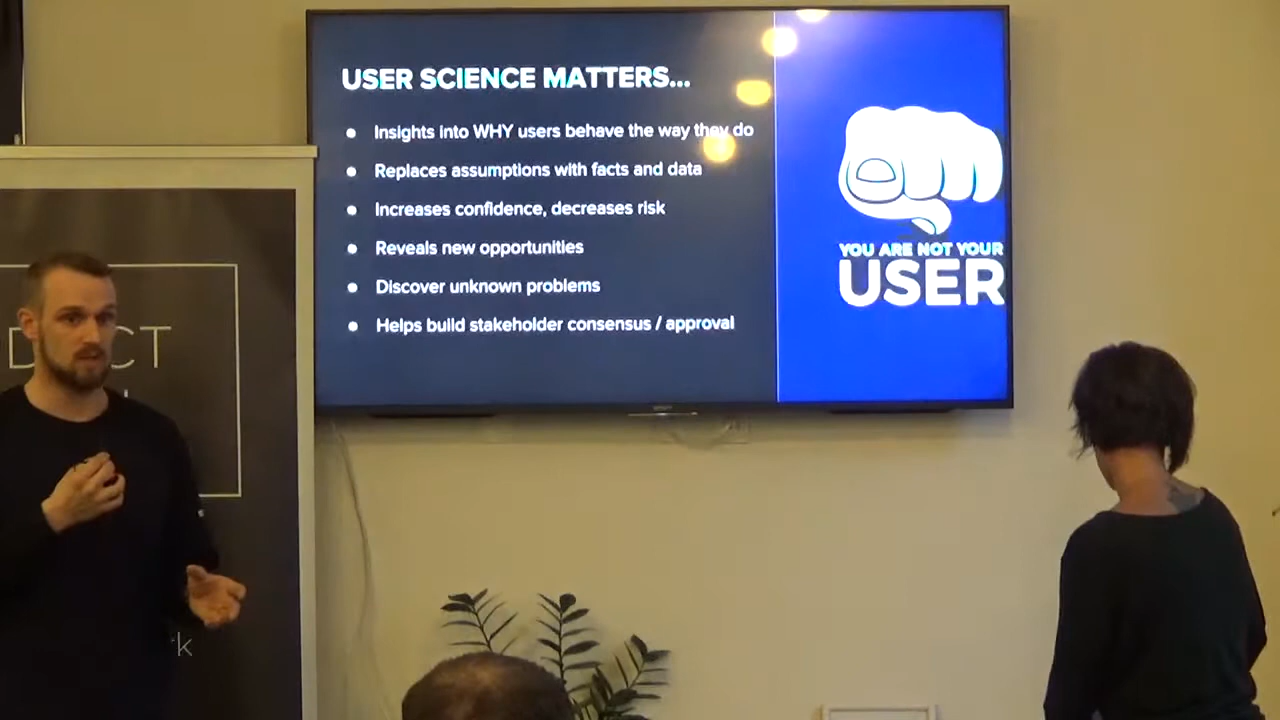 USER SCIENCE MATTERS...
• Insights into WHY users behave the way they do
• Replaces assumptions with facts and data
• Increases confidence, decreases risk
• Reveals new opportunities
• Discover unknown problems
• Helps build stakeholder consensus / approval
YOU ARE NOT YOUR
USER